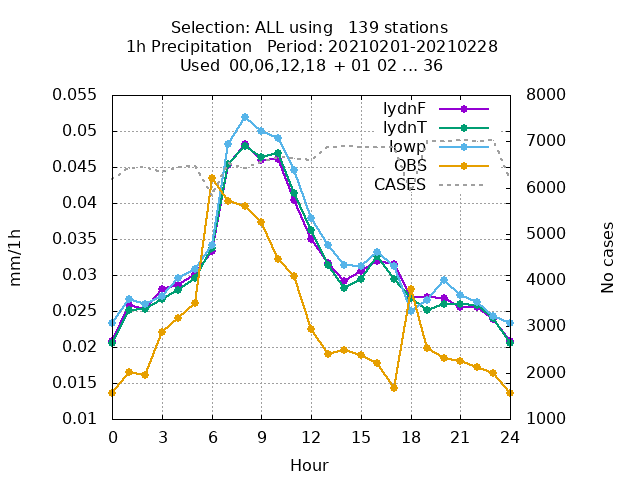 Selection: ALL using   139 stations
1h Precipitation   Period: 20210201-20210228
Used  00,06,12,18 + 01 02 ... 36
0.055
0.05
0.045
0.04
0.035
0.03
0.025
0.02
0.015
0.01
8000
7000
6000
5000
4000
3000
2000
1000
0 3 6 9 12 15 18 21 24
mm/1h
No cases
Hour
lydnF
lydnT
lowp
OBS
CASES